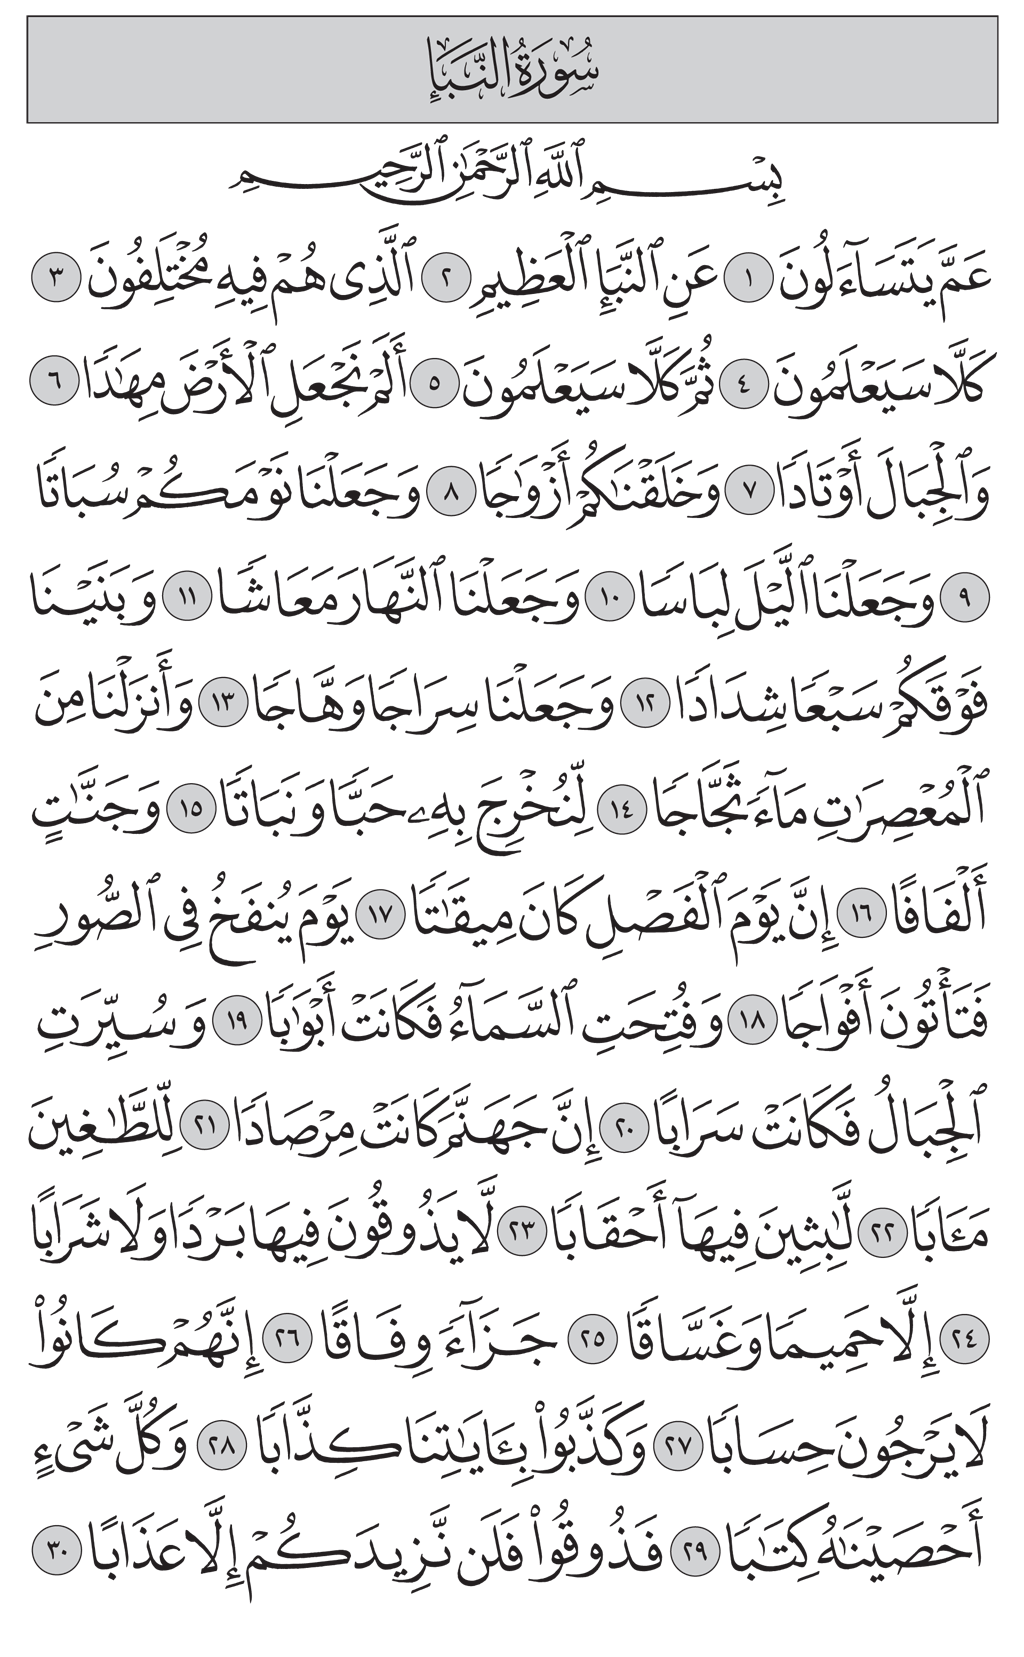 سُورَةُ النَّبَإِ
بِسْمِ ٱللَّهِ ٱلرَّحْمَٰنِ ٱلرَّحِيمِ
عَمَّ يَتَسَآءَلُونَ ١ عَنِ ٱلنَّبَإِ ٱلْعَظِيمِ ٢ ٱلَّذِى هُمْ فِيهِ مُخْتَلِفُونَ ٣
كَلَّا سَيَعْلَمُونَ ٤ ثُمَّ كَلَّا سَيَعْلَمُونَ ٥ أَلَمْ نَجْعَلِ ٱلْأَرْضَ مِهَٰدًا ٦
وَٱلْجِبَالَ أَوْتَادًا ٧ وَخَلَقْنَٰكُمْ أَزْوَٰجًا ٨ وَجَعَلْنَا نَوْمَكُمْ سُبَاتًا
٩ وَجَعَلْنَا ٱلَّيْلَ لِبَاسًا ١٠ وَجَعَلْنَا ٱلنَّهَارَ مَعَاشًا ١١ وَبَنَيْنَا
فَوْقَكُمْ سَبْعًا شِدَادًا ١٢ وَجَعَلْنَا سِرَاجًا وَهَّاجًا ١٣ وَأَنزَلْنَا مِنَ
ٱلْمُعْصِرَٰتِ مَآءً ثَجَّاجًا ١٤ لِّنُخْرِجَ بِهِۦ حَبًّا وَنَبَاتًا ١٥ وَجَنَّٰتٍ
أَلْفَافًا ١٦ إِنَّ يَوْمَ ٱلْفَصْلِ كَانَ مِيقَٰتًا ١٧ يَوْمَ يُنفَخُ فِى ٱلصُّورِ
فَتَأْتُونَ أَفْوَاجًا ١٨ وَفُتِحَتِ ٱلسَّمَآءُ فَكَانَتْ أَبْوَٰبًا ١٩ وَسُيِّرَتِ
ٱلْجِبَالُ فَكَانَتْ سَرَابًا ٢٠ إِنَّ جَهَنَّمَ كَانَتْ مِرْصَادًا ٢١ لِّلطَّٰغِينَ
مَـَٔابًا ٢٢ لَّٰبِثِينَ فِيهَآ أَحْقَابًا ٢٣ لَّا يَذُوقُونَ فِيهَا بَرْدًا وَلَا شَرَابًا
٢٤ إِلَّا حَمِيمًا وَغَسَّاقًا ٢٥ جَزَآءً وِفَاقًا ٢٦ إِنَّهُمْ كَانُوا۟
لَا يَرْجُونَ حِسَابًا ٢٧ وَكَذَّبُوا۟ بِـَٔايَٰتِنَا كِذَّابًا ٢٨ وَكُلَّ شَىْءٍ
أَحْصَيْنَٰهُ كِتَٰبًا ٢٩ فَذُوقُوا۟ فَلَن نَّزِيدَكُمْ إِلَّا عَذَابًا ٣٠